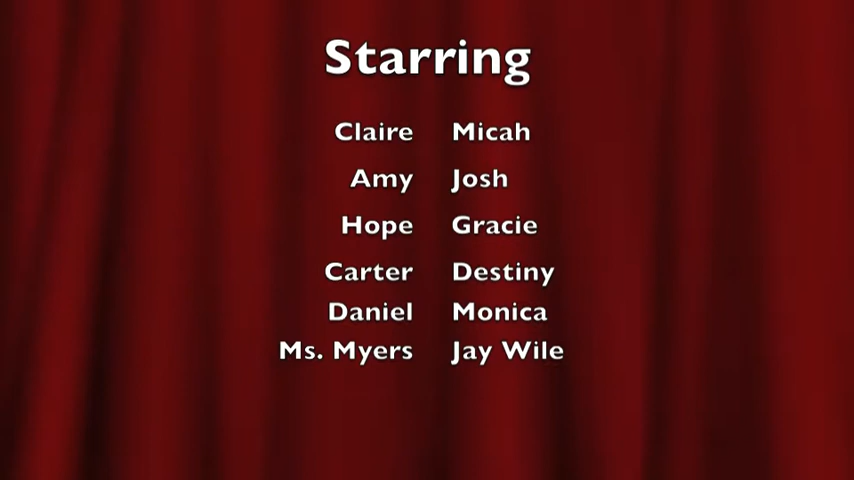 Starring
Claire Micah
Amy Josh
Hope Gracie
Carter Destiny
Daniel Monica
Ms. Myers Jay Wile